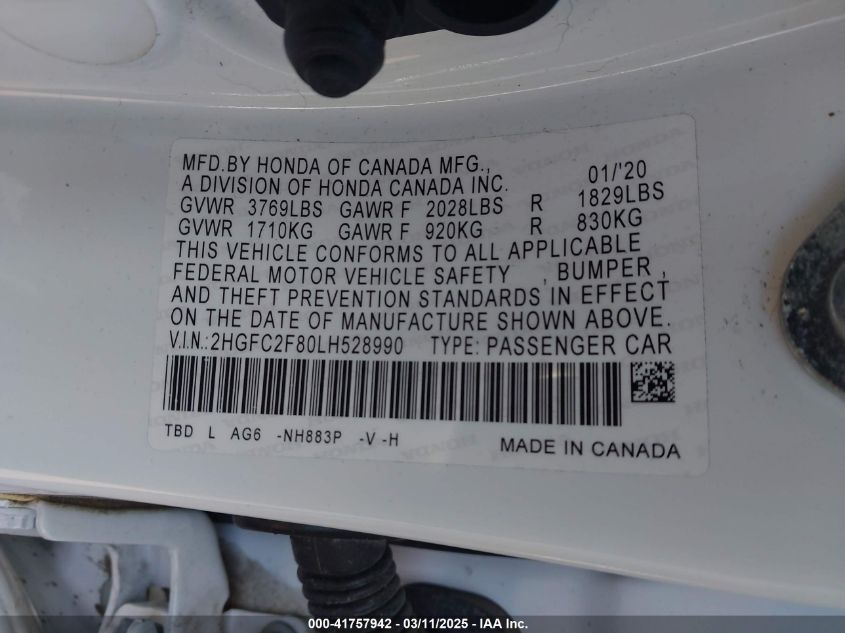 MFD.BY HONDA OF CANADA MFG., 01/'20
A DIVISION OF HONDA CANADA INC.
GVWR 3769LBS GAWR F 2028LBS R 1829LBS
GVWR 1710KG GAWR F 920KG R 830KG
THIS VEHICLE CONFORMS TO ALL APPLICABLE
FEDERAL MOTOR VEHICLE SAFETY , BUMPER ,
AND THEFT PREVENTION STANDARDS IN EFFECT
ON THE DATE OF MANUFACTURE SHOWN ABOVE.
V.I.N.:2HGFC2F80LH528990 TYPE: PASSENGER CAR
TBD L AG6 -NH883P -V -H
MADE IN CANADA
000-41757942 - 03/11/2025 - IAA Inc.